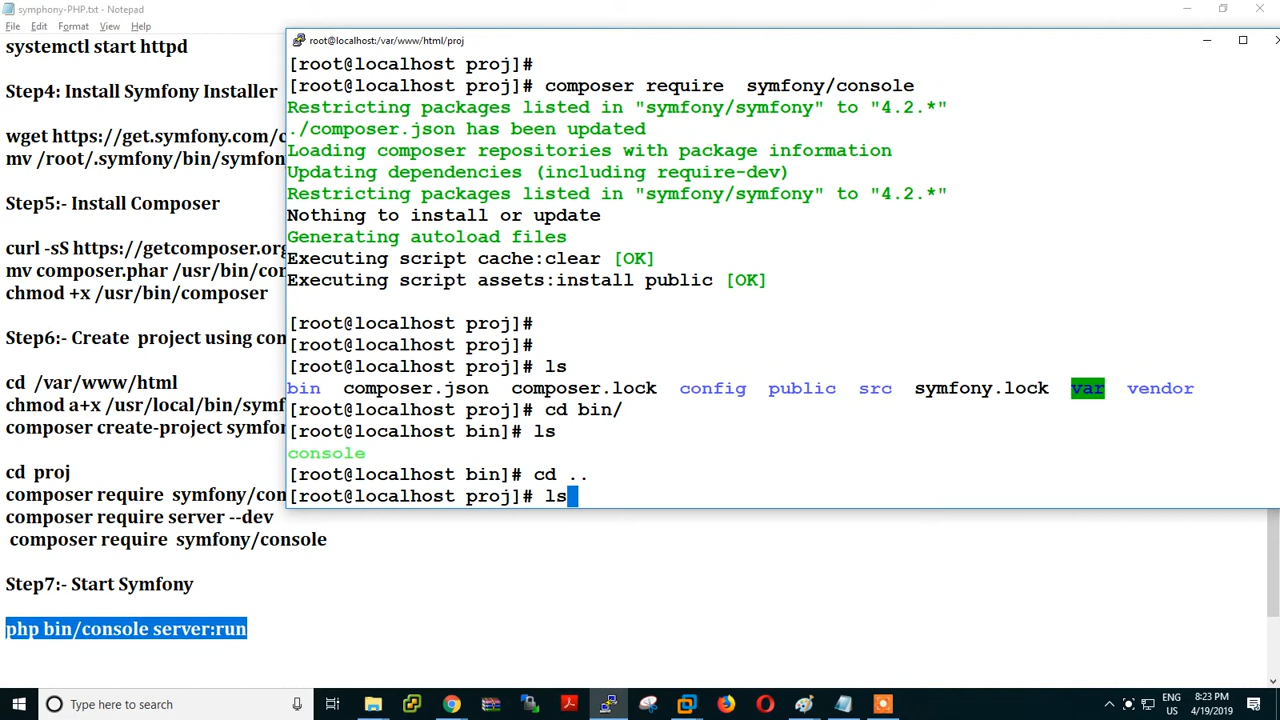 symphony-PHP.txt - Notepad
File Edit Format View Help
systemctl start httpd
Step4: Install Symfony Installer
wget https://get.symfony.com/c
mv /root/.symfony/bin/symfon
Step5:- Install Composer
curl -sS https://getcomposer.org
mv composer.phar /usr/bin/con
chmod +x /usr/bin/composer
Step6:- Create project using con
cd /var/www/html
chmod a+x /usr/local/bin/symf
composer create-project symfon
cd proj
composer require symfony/con
composer require server --dev
composer require symfony/console
Step7:- Start Symfony
php bin/console server:run
root@localhost:/var/www/html/proj
[root@localhost proj]#
[root@localhost proj]# composer require symfony/console
Restricting packages listed in "symfony/symfony" to "4.2.*"
./composer.json has been updated
Loading composer repositories with package information
Updating dependencies (including require-dev)
Restricting packages listed in "symfony/symfony" to "4.2.*"
Nothing to install or update
Generating autoload files
Executing script cache:clear [OK]
Executing script assets:install public [OK]
[root@localhost proj]#
[root@localhost proj]#
[root@localhost proj]# ls
bin composer.json composer.lock config public src symfony.lock var vendor
[root@localhost proj]# cd bin/
[root@localhost bin]# ls
console
[root@localhost bin]# cd ..
[root@localhost proj]# ls
Type here to search
ENG
US
8:23 PM
4/19/2019